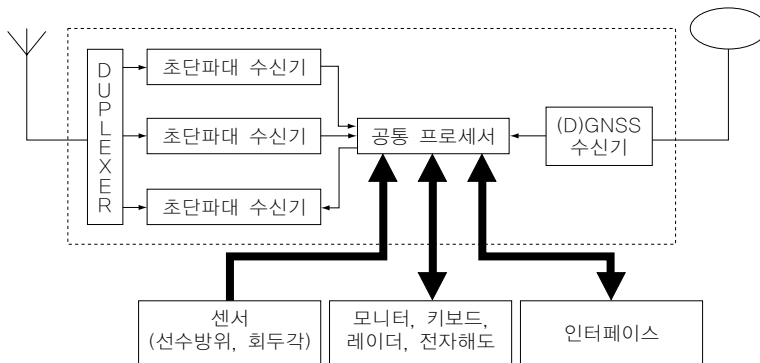 DUPLEXER
초단파대 수신기
초단파대 수신기
초단파대 수신기
공통 프로세서
(D)GNSS
수신기
센서
(선수방위, 회두각)
모니터, 키보드,
레이더, 전자해도
인터페이스